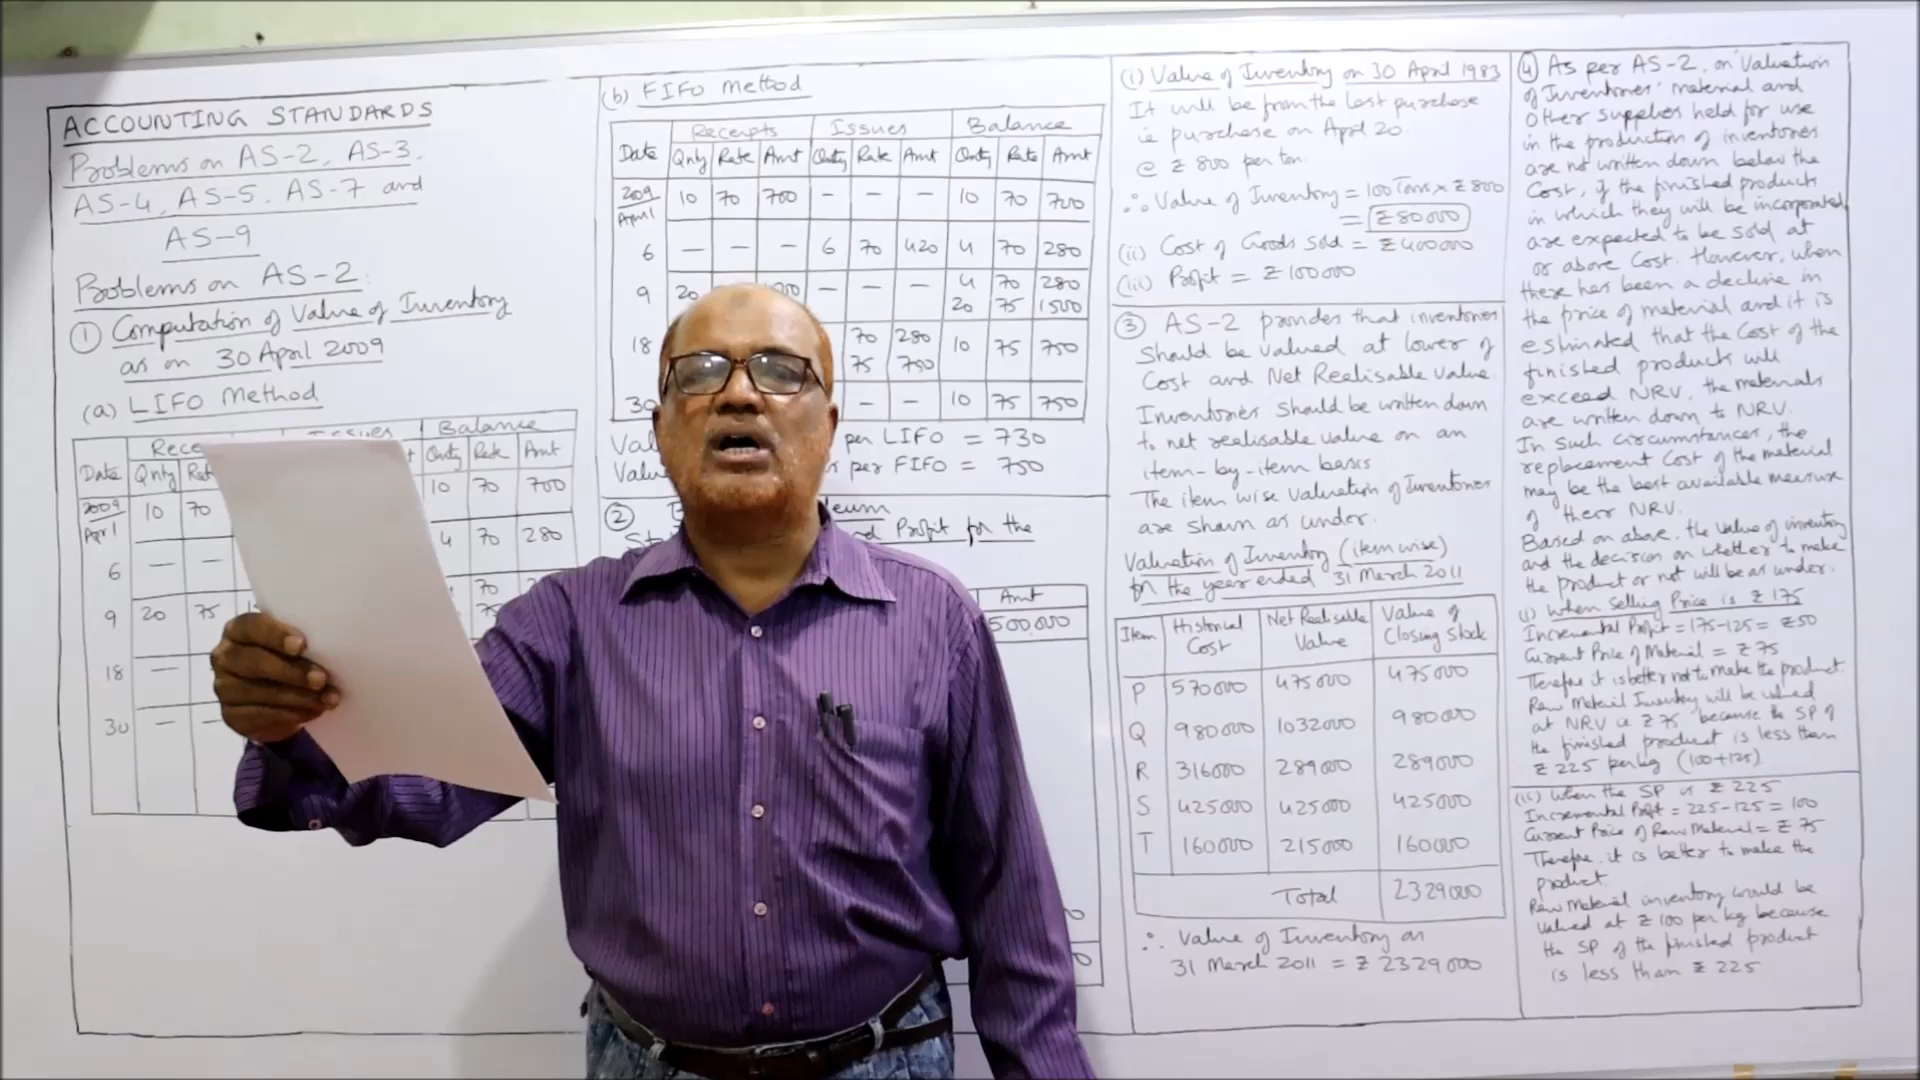 ACCOUNTING STANDARDS
Problems on AS-2, AS-3,
AS-4, AS-5, AS-7 and
AS-9
Problems on AS-2:
① Computation of Value of Inventory
as on 30 April 2009
(a) LIFO Method
Balance
Date Qnty Qnty Rate Amt
2009 April 10 70 10 70 700
6 — — 4 70 280
9 20 75 70
75
18 —
30 — —
(b) FIFO Method
Receipts Issues Balance
Date Qnty Rate Amt Qnty Rate Amt Qnty Rate Amt
2009 April 10 70 700 — — — 10 70 700
6 — — — 6 70 420 4 70 280
9 20 — — — 4 70 280
20 75 1500
18 70 280 10 75 750
75 750
30 — — 10 75 750
per LIFO = 730
per FIFO = 750
②
Profit for the
Amt
500000
(i) Value of Inventory on 30 April 1983
It will be from the last purchase
ie purchase on April 20.
@ ₹ 800 per ton
∴ Value of Inventory = 100 Tons × ₹ 800
= ₹ 80000
(ii) Cost of Goods Sold = ₹ 400000
(iii) Profit = ₹ 100000
③ AS-2 provides that inventories
should be valued at lower of
Cost and Net Realisable value.
Inventories should be written down
to net realisable value on an
item-by-item basis
The item wise valuation of Inventories
are shown as under.
Valuation of Inventory (itemwise)
for the year ended 31 March 2011
Item Historical Cost Net Realisable Value Value of Closing Stock
P 570000 475000 475000
Q 980000 1032000 980000
R 316000 289000 289000
S 425000 425000 425000
T 160000 215000 160000
Total 2329000
∴ Value of Inventory on
31 March 2011 = ₹ 2329000
④ As per AS-2, on Valuation
of Inventories' material and
other supplies held for use
in the production of inventories
are not written down below the
Cost, if the finished products
in which they will be incorporated
are expected to be sold at
or above Cost. However, when
there has been a decline in
the price of material and it is
estimated that the Cost of the
finished products will
exceed NRV, the materials
are written down to NRV.
In such circumstances, the
replacement Cost of the material
may be the best available measure
of their NRV.
Based on above, the value of inventory
and the decision on whether to make
the product or not will be as under.
(i) When Selling Price is ₹ 175
Incremental Profit = 175-125 = ₹50
Current Price of Material = ₹ 75
Therefore it is better not to make the product.
Raw Material Inventory will be valued
at NRV ie ₹ 75 because the SP of
the finished product is less than
₹ 225 per kg (100+125)
(ii) When the SP is ₹ 225
Incremental Profit = 225-125 = 100
Current Price of Raw Material = ₹ 75
Therefore, it is better to make the
product.
Raw Material inventory would be
valued at ₹ 100 per kg because
the SP of the finished product
is less than ₹ 225